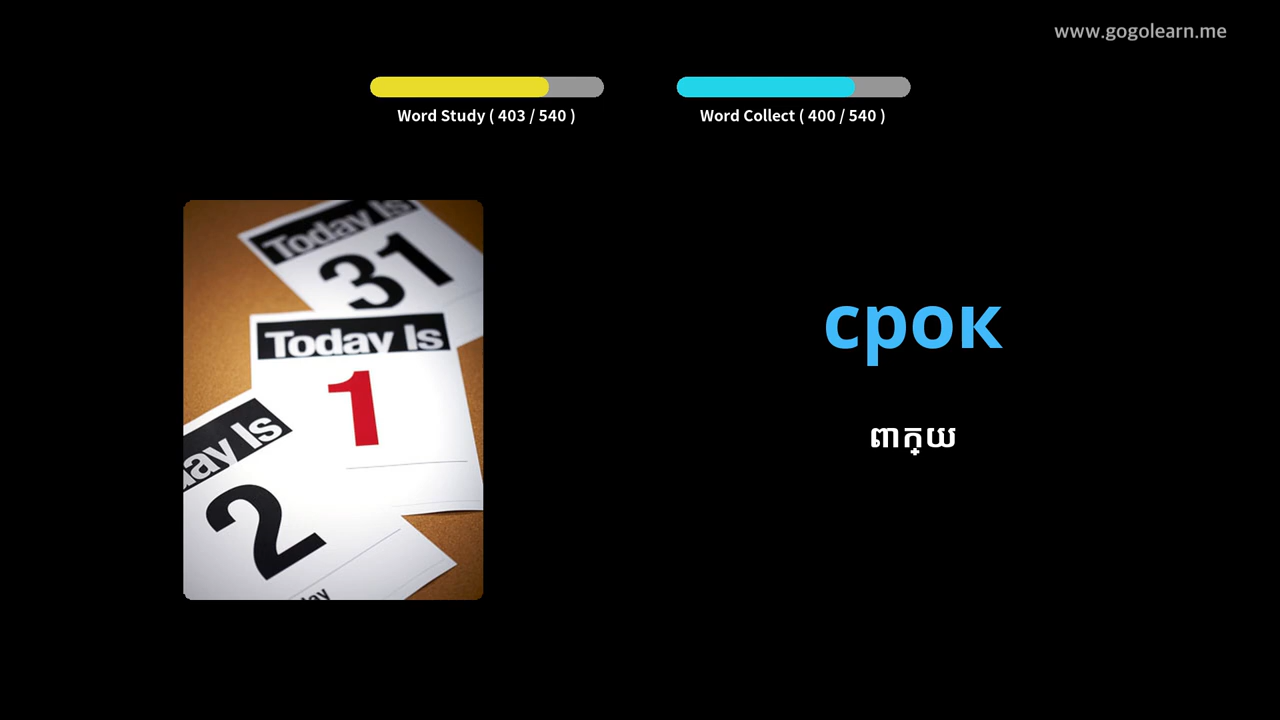 www.gogolearn.me
Word Study ( 403 / 540 )
Word Collect ( 400 / 540 )
Today Is
31
Today Is
1
ay Is
2
срок
ពាក្យ